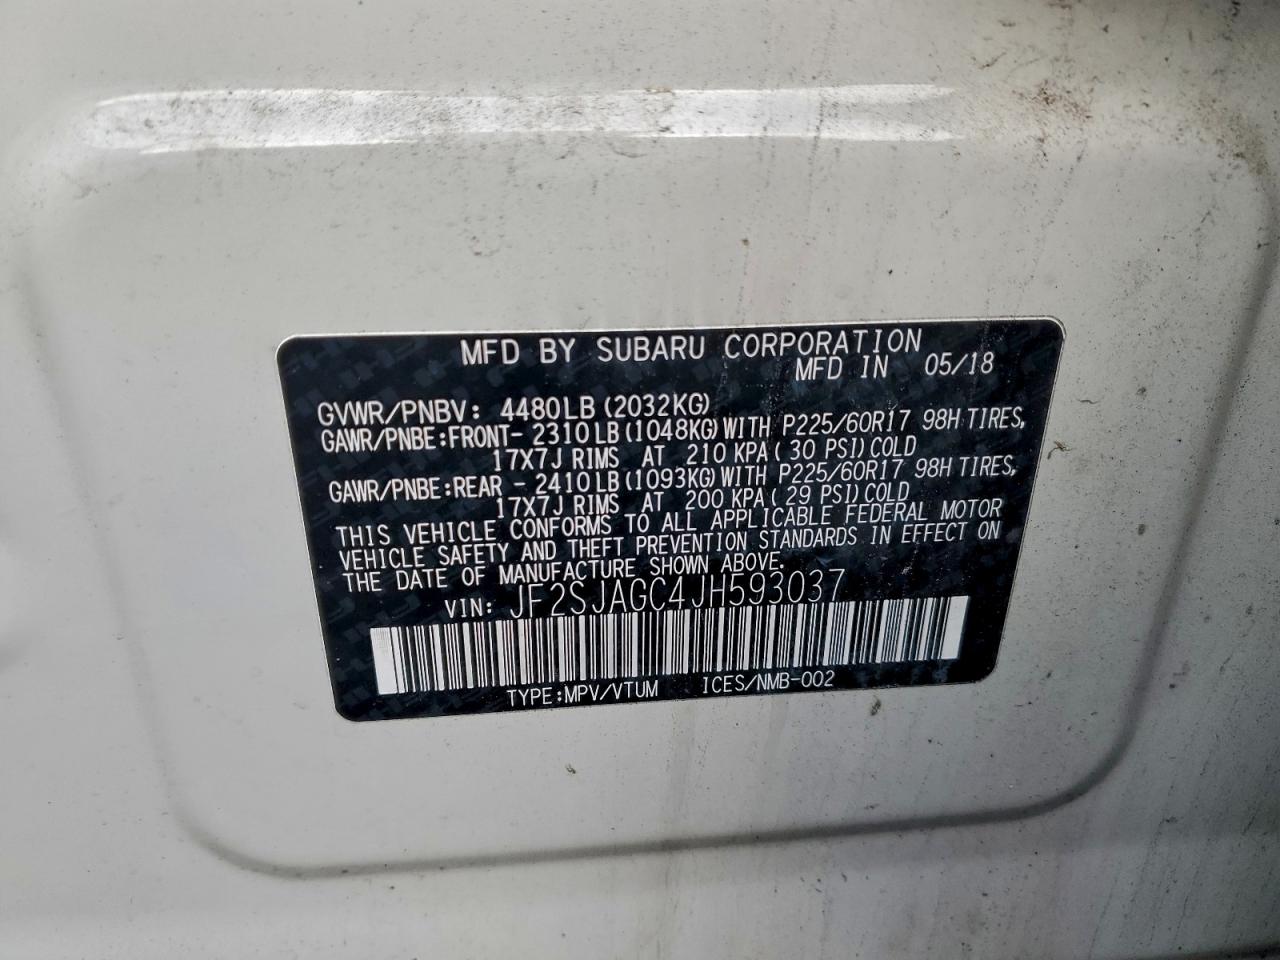 MFD BY SUBARU CORPORATION
MFD IN 05/18
GVWR/PNBV: 4480LB (2032KG)
GAWR/PNBE:FRONT- 2310LB (1048KG) WITH P225/60R17 98H TIRES,
17X7J RIMS AT 210 KPA ( 30 PSI) COLD
GAWR/PNBE:REAR - 2410LB (1093KG) WITH P225/60R17 98H TIRES,
17X7J RIMS AT 200 KPA ( 29 PSI) COLD
THIS VEHICLE CONFORMS TO ALL APPLICABLE FEDERAL MOTOR
VEHICLE SAFETY AND THEFT PREVENTION STANDARDS IN EFFECT ON
THE DATE OF MANUFACTURE SHOWN ABOVE.
VIN: JF2SJAGC4JH593037
TYPE:MPV/VTUM ICES/NMB-002